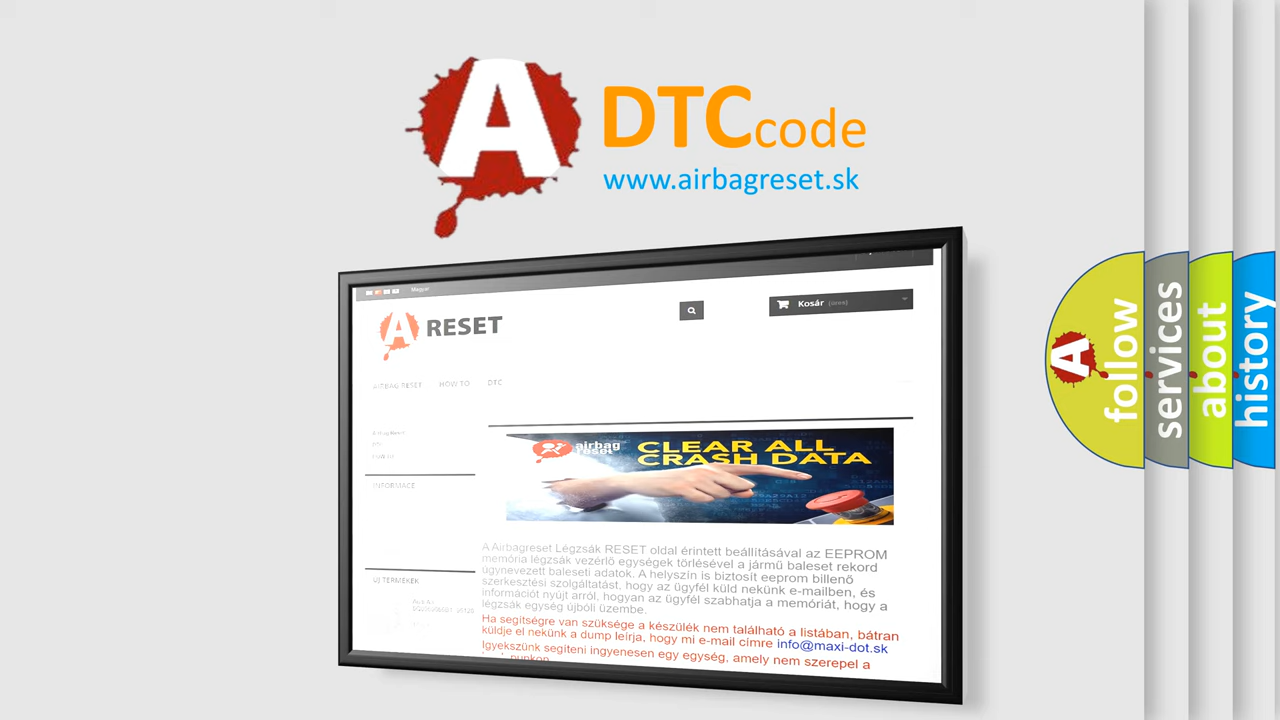 A DTC code
www.airbagreset.sk
Magyar
A RESET
Kosár (üres)
AIRBAG RESET HOW TO DTC
INFORMACE
ÚJ TERMÉKEK
airbag
reset
CLEAR ALL
CRASH DATA
A Airbagreset Légzsák RESET oldal érintett beállításával az EEPROM
memória légzsák vezérlő egységek törlésével a jármű baleset rekord
úgynevezett baleseti adatok. A helyszín is biztosít eeprom billenő
szerkesztési szolgáltatást, hogy az ügyfél küld nekünk e-mailben, és
információt nyújt arról, hogyan az ügyfél szabhatja a memóriát, hogy a
légzsák egység újbóli üzembe.
Ha segítségre van szüksége a készülék nem található a listában, bátran
küldje el nekünk a dump leírja, hogy mi e-mail címre info@maxi-dot.sk
Igyekszünk segíteni ingyenesen egy egység, amely nem szerepel a
A follow
services
about
history